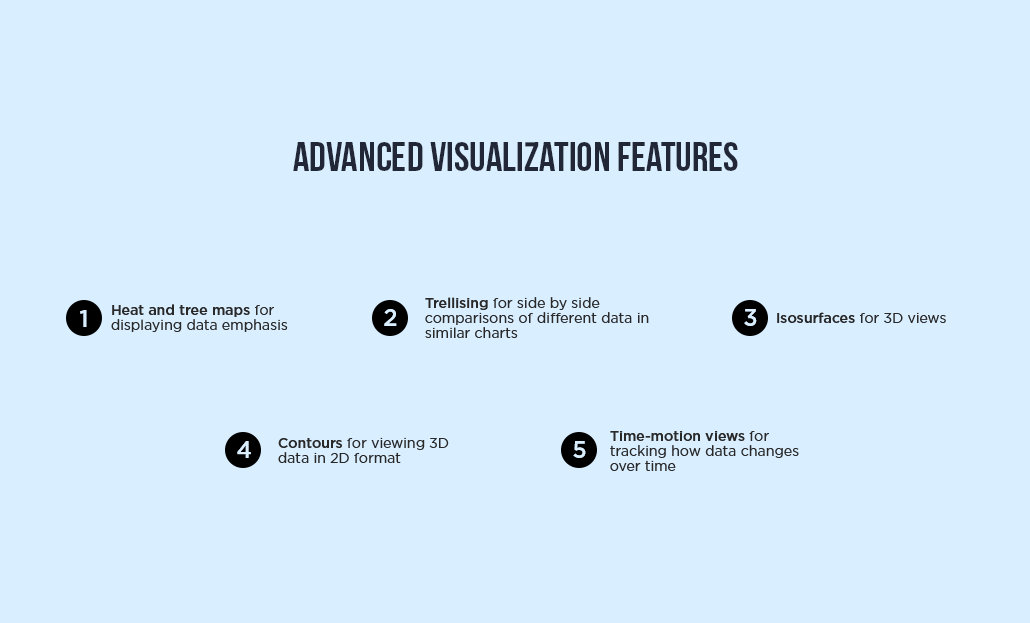 ADVANCED VISUALIZATION FEATURES
1 Heat and tree maps for
displaying data emphasis
2 Trellising for side by side
comparisons of different data in
similar charts
3 Isosurfaces for 3D views
4 Contours for viewing 3D
data in 2D format
5 Time-motion views for
tracking how data changes
over time